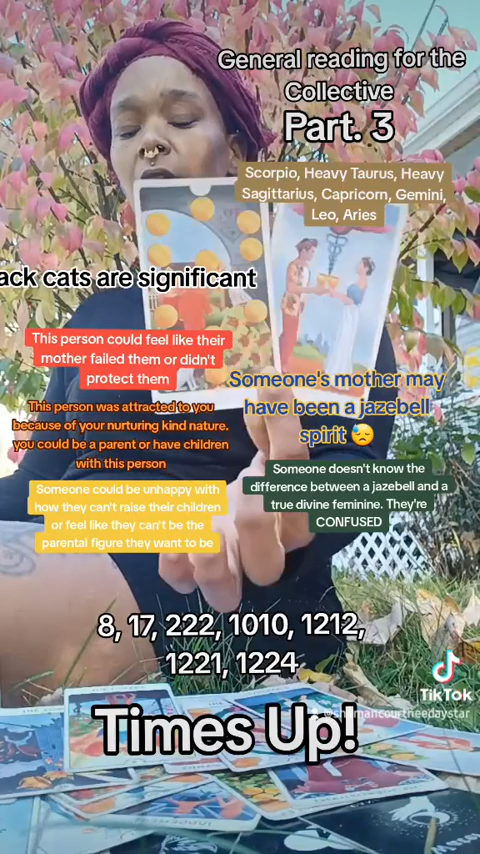 General reading for the
Collective
Part. 3
Scorpio, Heavy Taurus, Heavy
Sagittarius, Capricorn, Gemini,
Leo, Aries
ack cats are significant
This person could feel like their
mother failed them or didn't
protect them
Someone's mother may
have been a jazebell
spirit 😓
This person was attracted to you
because of your nurturing kind nature.
you could be a parent or have children
with this person
Someone could be unhappy with
how they can't raise their children
or feel like they can't be the
parental figure they want to be
Someone doesn't know the
difference between a jazebell and a
true divine feminine. They're
CONFUSED
8, 17, 222, 1010, 1212,
1221, 1224
TikTok
@shamancourtneedaystar
Times Up!